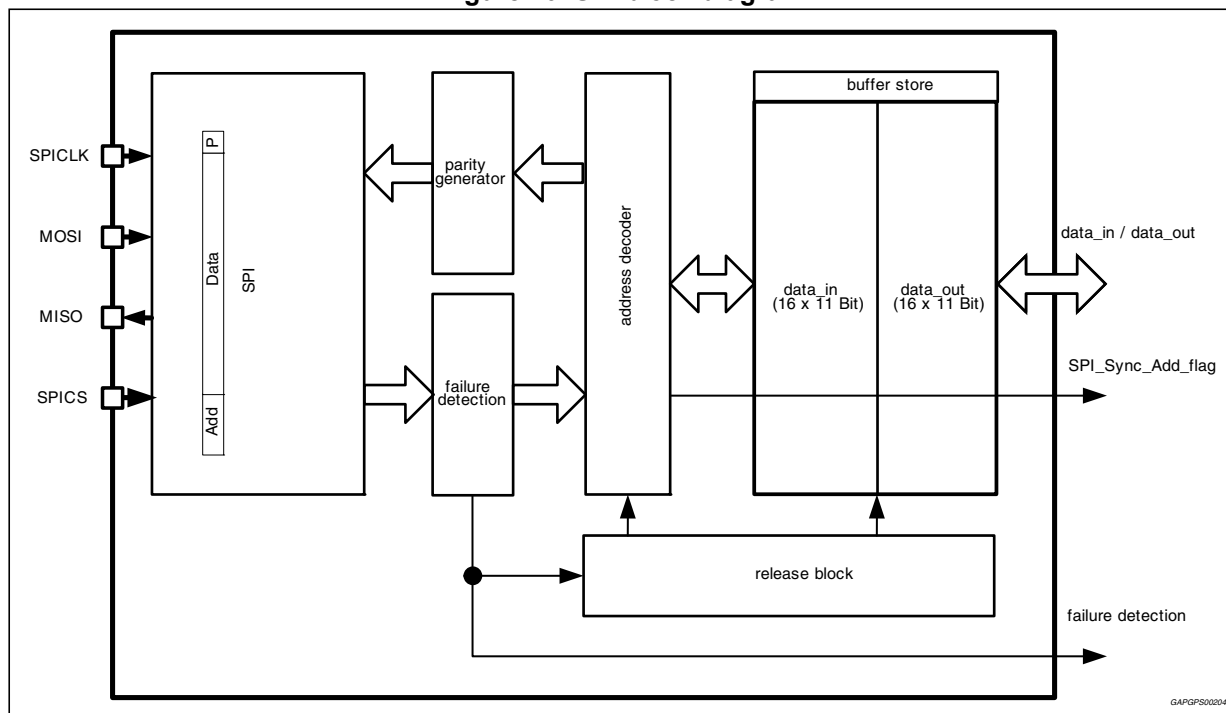 buffer store
SPICLK
P
parity
generator
MOSI
Data
SPI
address decoder
data_in / data_out
data_in
(16 x 11 Bit)
data_out
(16 x 11 Bit)
MISO
SPI_Sync_Add_flag
SPICS
Add
failure
detection
release block
failure detection
GAPGPS00204